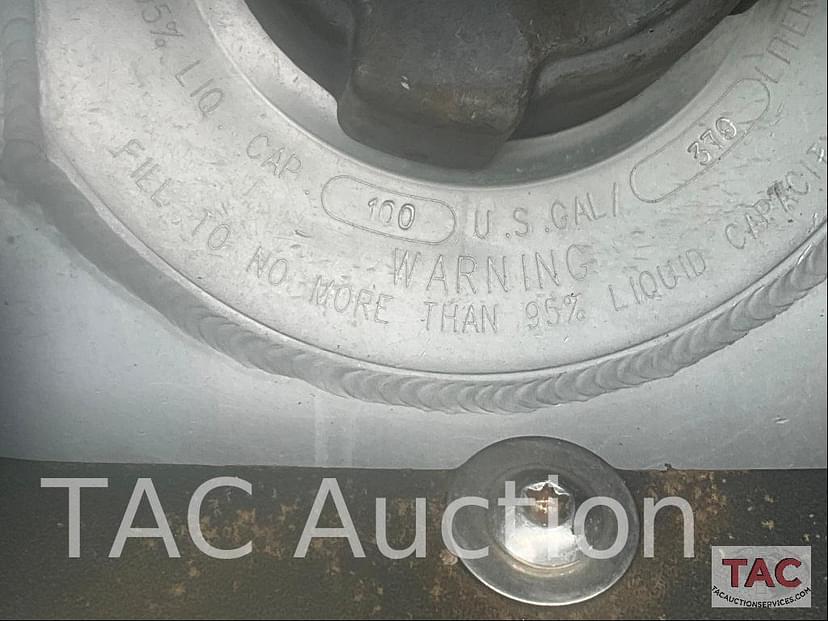 95% LIQ. CAP. 100 U.S.GAL/ 379 LITER
WARNING
FILL TO NO MORE THAN 95% LIQUID CAPACITY
TAC Auction
TAC
TACAUCTIONSERVICES.COM